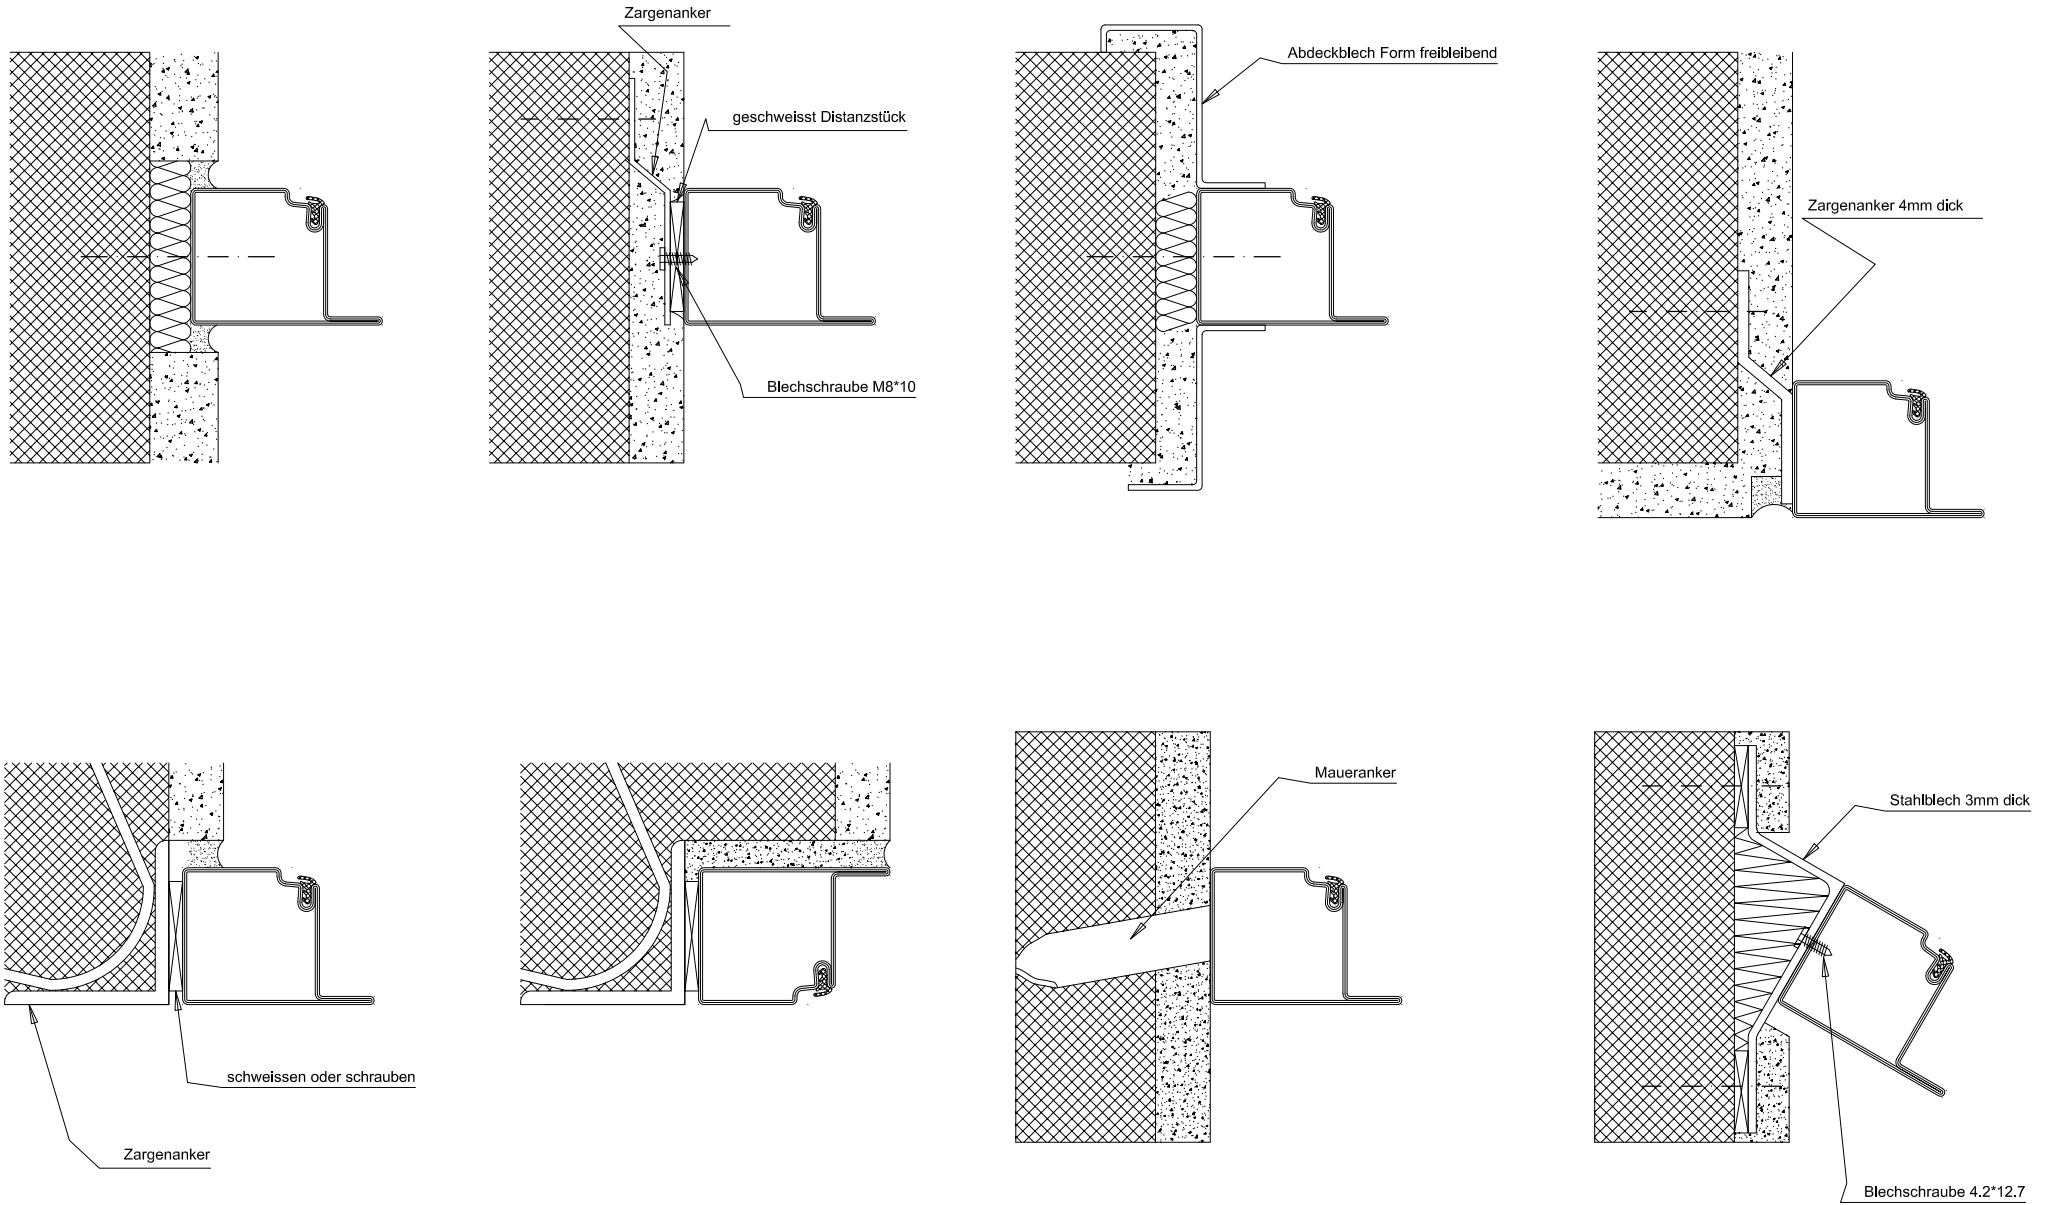 Zargenanker
Abdeckblech Form freibleibend
geschweisst Distanzstück
Zargenanker 4mm dick
Blechschraube M8*10
Maueranker
Stahlblech 3mm dick
schweissen oder schrauben
Zargenanker
Blechschraube 4.2*12.7